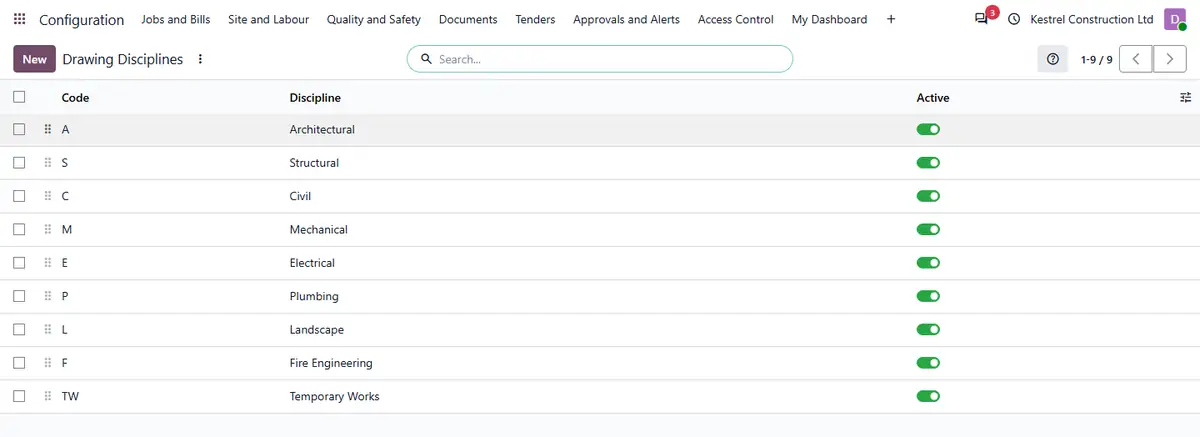 Configuration Jobs and Bills Site and Labour Quality and Safety Documents Tenders Approvals and Alerts Access Control My Dashboard + 3 Kestrel Construction Ltd D
New Drawing Disciplines Search... 1-9 / 9
Code Discipline Active
A Architectural
S Structural
C Civil
M Mechanical
E Electrical
P Plumbing
L Landscape
F Fire Engineering
TW Temporary Works